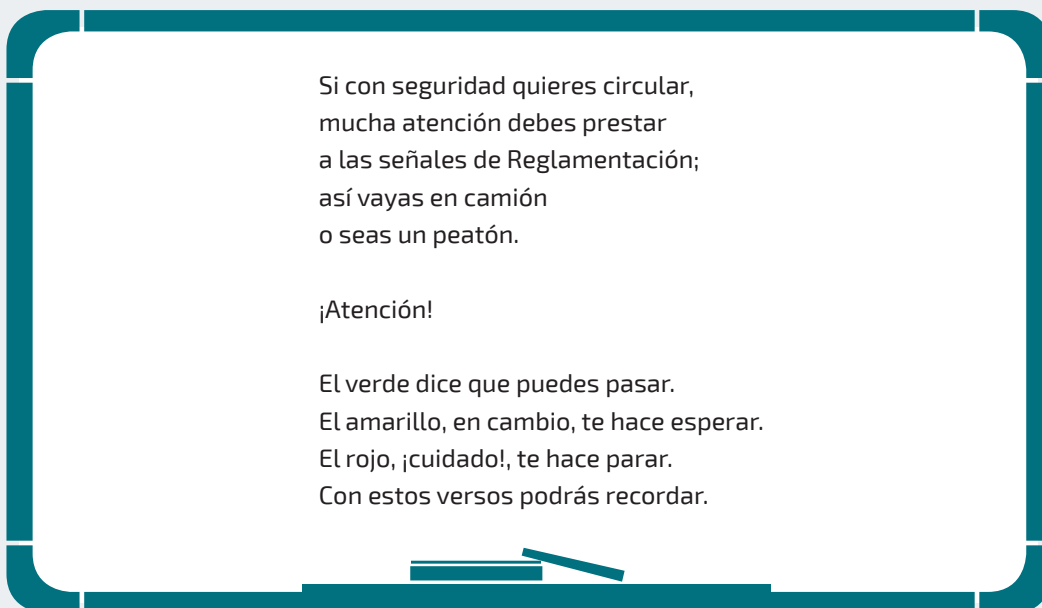 Si con seguridad quieres circular,
mucha atención debes prestar
a las señales de Reglamentación;
así vayas en camión
o seas un peatón.
¡Atención!
El verde dice que puedes pasar.
El amarillo, en cambio, te hace esperar.
El rojo, ¡cuidado!, te hace parar.
Con estos versos podrás recordar.